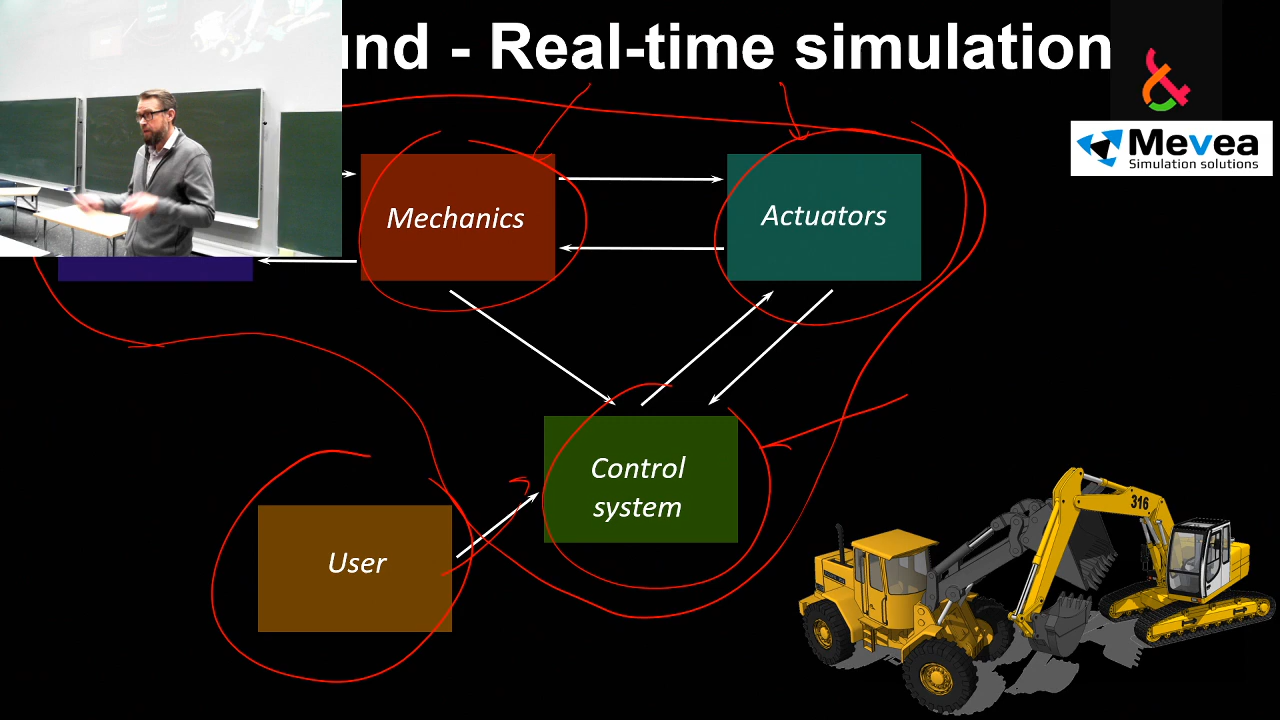 und - Real-time simulation
Mevea
Simulation solutions
Mechanics
Actuators
Control
system
User
316